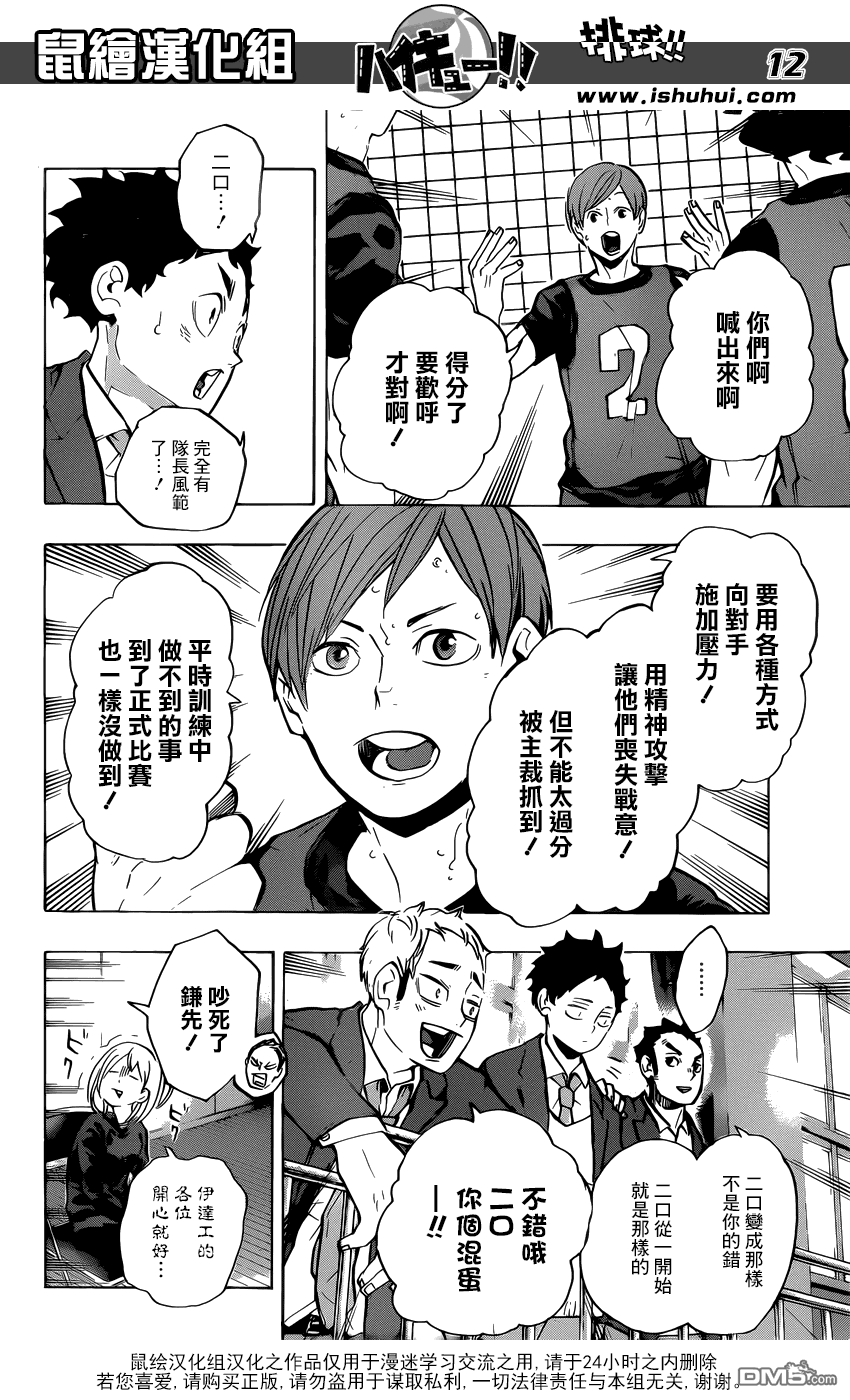 鼠繪漢化組
ハイキュー!!
排球!!
12
www.ishuhui.com
你們啊
喊出來啊
得分了
要歡呼
才對啊！
二口…！
完全有
隊長風範
了…！
要用各種方式
向對手
施加壓力！
用精神攻擊
讓他們喪失戰意！
但不能太過分
被主裁抓到！
平時訓練中
做不到的事
到了正式比賽
也一樣沒做到！
……
二口變成那樣
不是你的錯
二口從一開始
就是那樣的
不錯哦
二口
你個混蛋
ー!!
吵死了
鎌先！
伊達工的
各位
開心就好…
鼠绘汉化组汉化之作品仅用于漫迷学习交流之用, 请于24小时之内删除
若您喜爱, 请购买正版, 请勿用于谋取私利, 一切法律责任与本组无关, 谢谢。
DM5.com